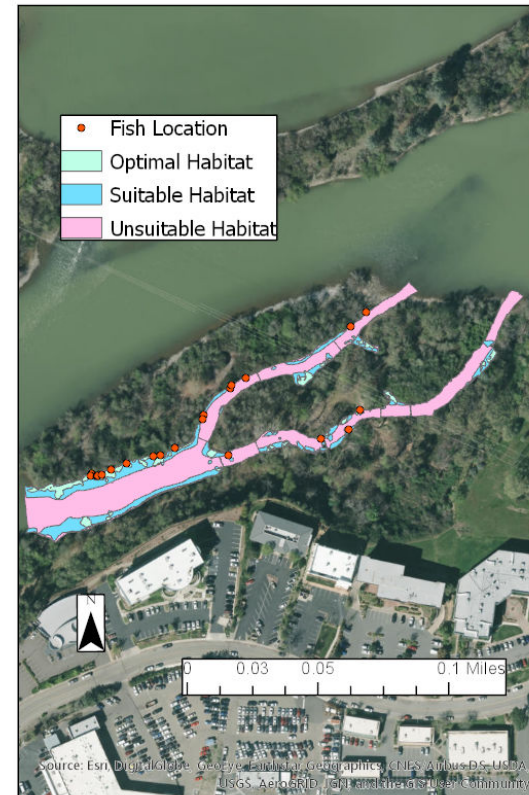 Fish Location
Optimal Habitat
Suitable Habitat
Unsuitable Habitat
N
0 0.03 0.05 0.1 Miles
Source: Esri, DigitalGlobe, GeoEye, Earthstar Geographics, CNES/Airbus DS, USDA,
USGS, AeroGRID, IGN, and the GIS User Community